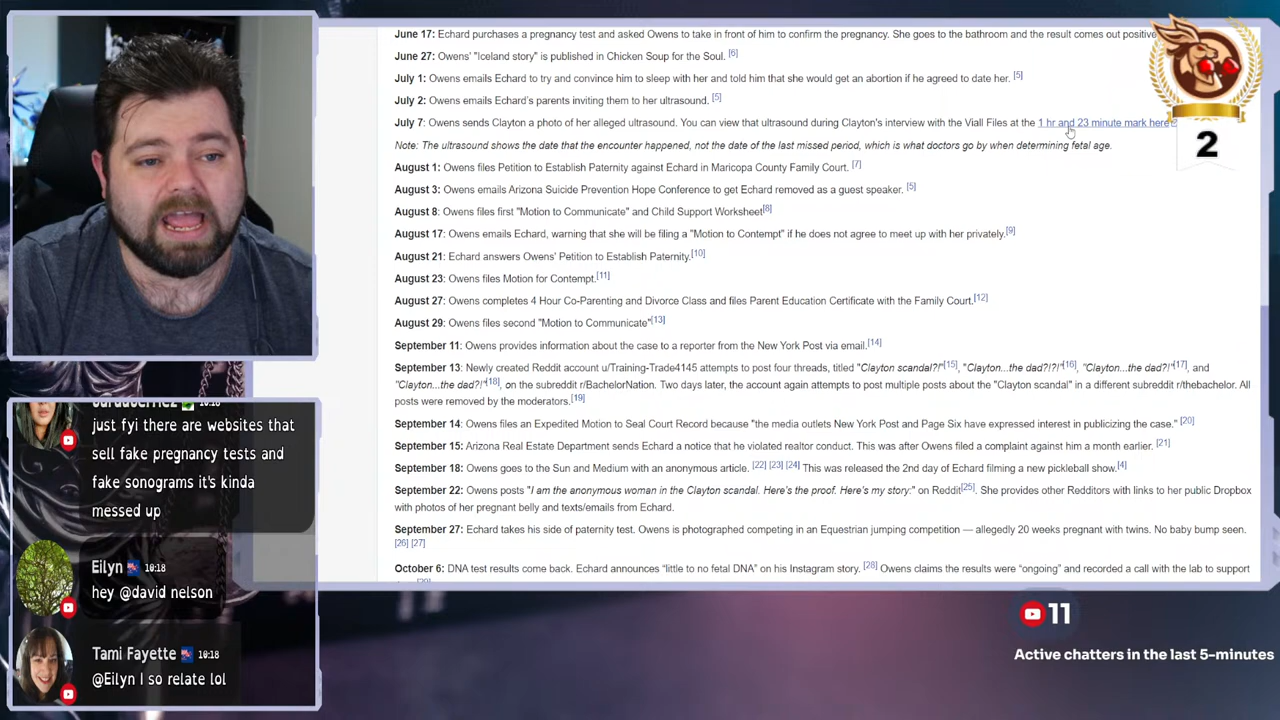 June 17: Echard purchases a pregnancy test and asked Owens to take in front of him to confirm the pregnancy. She goes to the bathroom and the result comes out positive
June 27: Owens' "Iceland story" is published in Chicken Soup for the Soul. [6]
July 1: Owens emails Echard to try and convince him to sleep with her and told him that she would get an abortion if he agreed to date her. [5]
July 2: Owens emails Echard's parents inviting them to her ultrasound. [5]
July 7: Owens sends Clayton a photo of her alleged ultrasound. You can view that ultrasound during Clayton's interview with the Viall Files at the 1 hr and 23 minute mark here
Note: The ultrasound shows the date that the encounter happened, not the date of the last missed period, which is what doctors go by when determining fetal age.
August 1: Owens files Petition to Establish Paternity against Echard in Maricopa County Family Court. [7]
August 3: Owens emails Arizona Suicide Prevention Hope Conference to get Echard removed as a guest speaker. [5]
August 8: Owens files first "Motion to Communicate" and Child Support Worksheet[8]
August 17: Owens emails Echard, warning that she will be filing a "Motion to Contempt" if he does not agree to meet up with her privately.[9]
August 21: Echard answers Owens' Petition to Establish Paternity.[10]
August 23: Owens files Motion for Contempt.[11]
August 27: Owens completes 4 Hour Co-Parenting and Divorce Class and files Parent Education Certificate with the Family Court.[12]
August 29: Owens files second "Motion to Communicate"[13]
September 11: Owens provides information about the case to a reporter from the New York Post via email.[14]
September 13: Newly created Reddit account u/Training-Trade4145 attempts to post four threads, titled "Clayton scandal?!"[15], "Clayton...the dad?!?!"[16], "Clayton...the dad?!"[17], and
"Clayton...the dad?!"[18], on the subreddit r/BachelorNation. Two days later, the account again attempts to post multiple posts about the "Clayton scandal" in a different subreddit r/thebachelor. All
posts were removed by the moderators.[19]
September 14: Owens files an Expedited Motion to Seal Court Record because "the media outlets New York Post and Page Six have expressed interest in publicizing the case." [20]
September 15: Arizona Real Estate Department sends Echard a notice that he violated realtor conduct. This was after Owens filed a complaint against him a month earlier. [21]
September 18: Owens goes to the Sun and Medium with an anonymous article. [22] [23] [24] This was released the 2nd day of Echard filming a new pickleball show.[4]
September 22: Owens posts "I am the anonymous woman in the Clayton scandal. Here's the proof. Here's my story:" on Reddit[25]. She provides other Redditors with links to her public Dropbox
with photos of her pregnant belly and texts/emails from Echard.
September 27: Echard takes his side of paternity test. Owens is photographed competing in an Equestrian jumping competition — allegedly 20 weeks pregnant with twins. No baby bump seen.
[26] [27]
October 6: DNA test results come back. Echard announces "little to no fetal DNA" on his Instagram story. [28] Owens claims the results were "ongoing" and recorded a call with the lab to support
2
just fyi there are websites that
sell fake pregnancy tests and
fake sonograms it's kinda
messed up
Eilyn 10:18
hey @david nelson
Tami Fayette 10:18
@Eilyn I so relate lol
11
Active chatters in the last 5-minutes